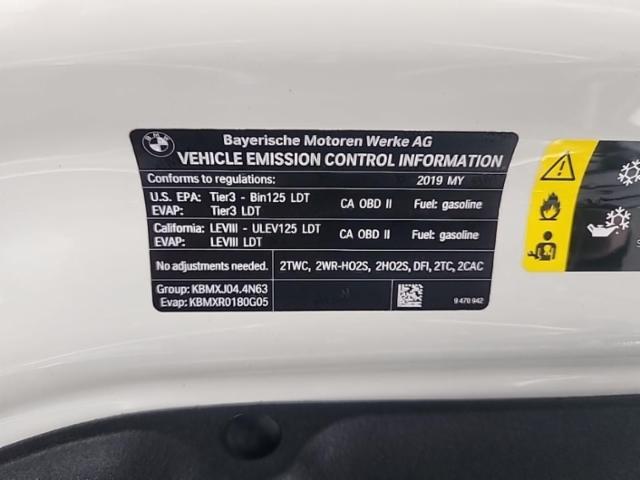 BMW
Bayerische Motoren Werke AG
VEHICLE EMISSION CONTROL INFORMATION
Conforms to regulations: 2019 MY
U.S. EPA: Tier3 - Bin125 LDT CA OBD II Fuel: gasoline
EVAP: Tier3 LDT
California: LEVIII - ULEV125 LDT CA OBD II Fuel: gasoline
EVAP: LEVIII LDT
No adjustments needed. 2TWC, 2WR-HO2S, 2HO2S, DFI, 2TC, 2CAC
Group: KBMXJ04.4N63
Evap: KBMXR0180G05
9 470 942